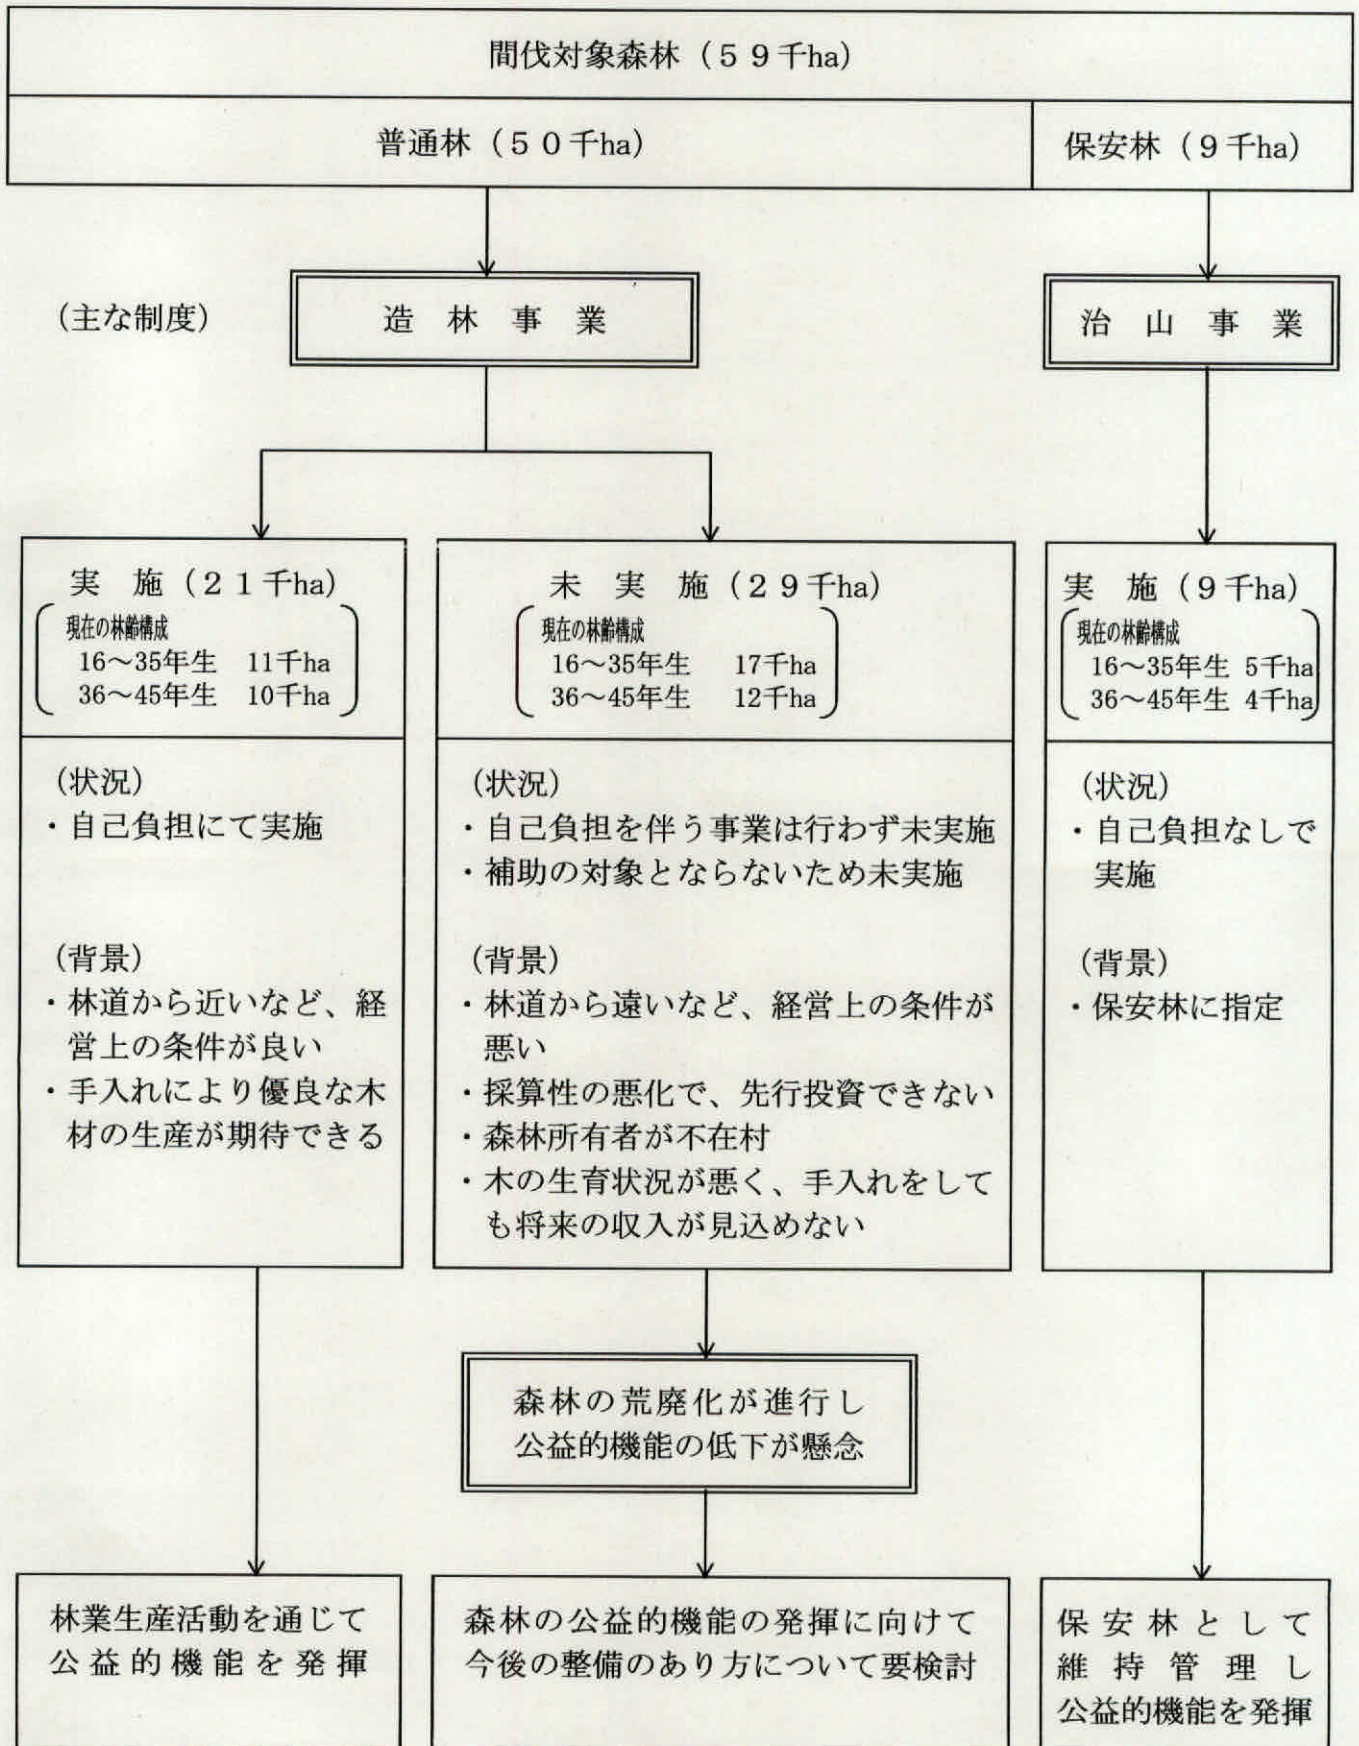 間伐対象森林（５９千ha）
普通林（５０千ha）
保安林（９千ha）
（主な制度）
造林事業
治山事業
実施（２１千ha）
現在の林齢構成
16～35年生 11千ha
36～45年生 10千ha
（状況）
・自己負担にて実施
（背景）
・林道から近いなど、経
営上の条件が良い
・手入れにより優良な木
材の生産が期待できる
未実施（２９千ha）
現在の林齢構成
16～35年生 17千ha
36～45年生 12千ha
（状況）
・自己負担を伴う事業は行わず未実施
・補助の対象とならないため未実施
（背景）
・林道から遠いなど、経営上の条件が
悪い
・採算性の悪化で、先行投資できない
・森林所有者が不在村
・木の生育状況が悪く、手入れをして
も将来の収入が見込めない
実施（９千ha）
現在の林齢構成
16～35年生 5千ha
36～45年生 4千ha
（状況）
・自己負担なしで
実施
（背景）
・保安林に指定
森林の荒廃化が進行し
公益的機能の低下が懸念
林業生産活動を通じて
公益的機能を発揮
森林の公益的機能の発揮に向けて
今後の整備のあり方について要検討
保安林として
維持管理し
公益的機能を発揮